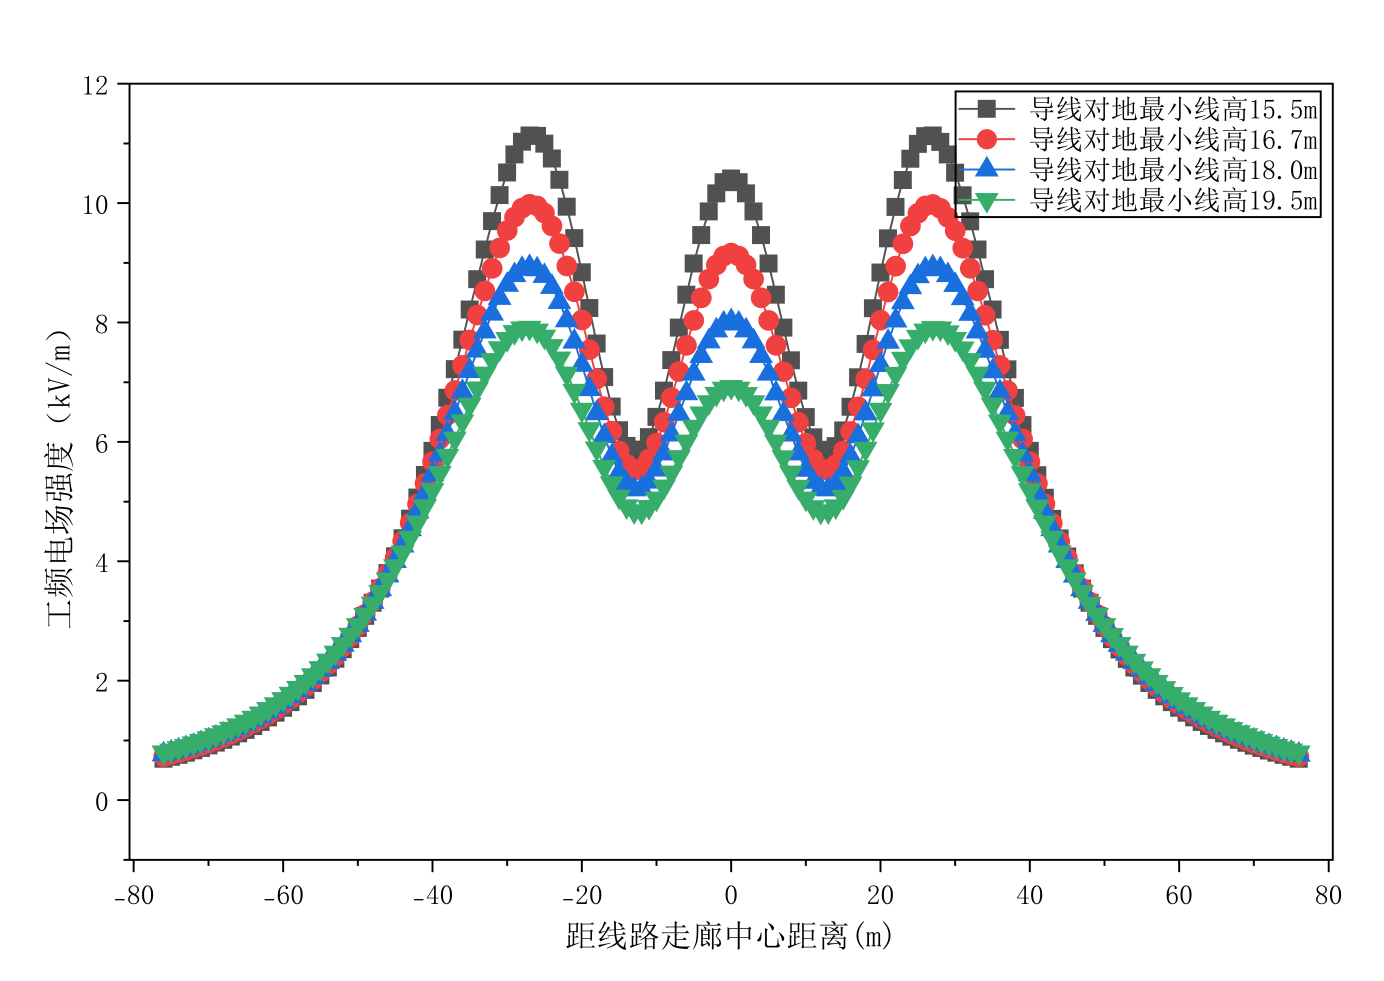 导线对地最小线高15.5m
导线对地最小线高16.7m
导线对地最小线高18.0m
导线对地最小线高19.5m
工频电场强度（kV/m）
12
10
8
6
4
2
0
-80 -60 -40 -20 0 20 40 60 80
距线路走廊中心距离(m)